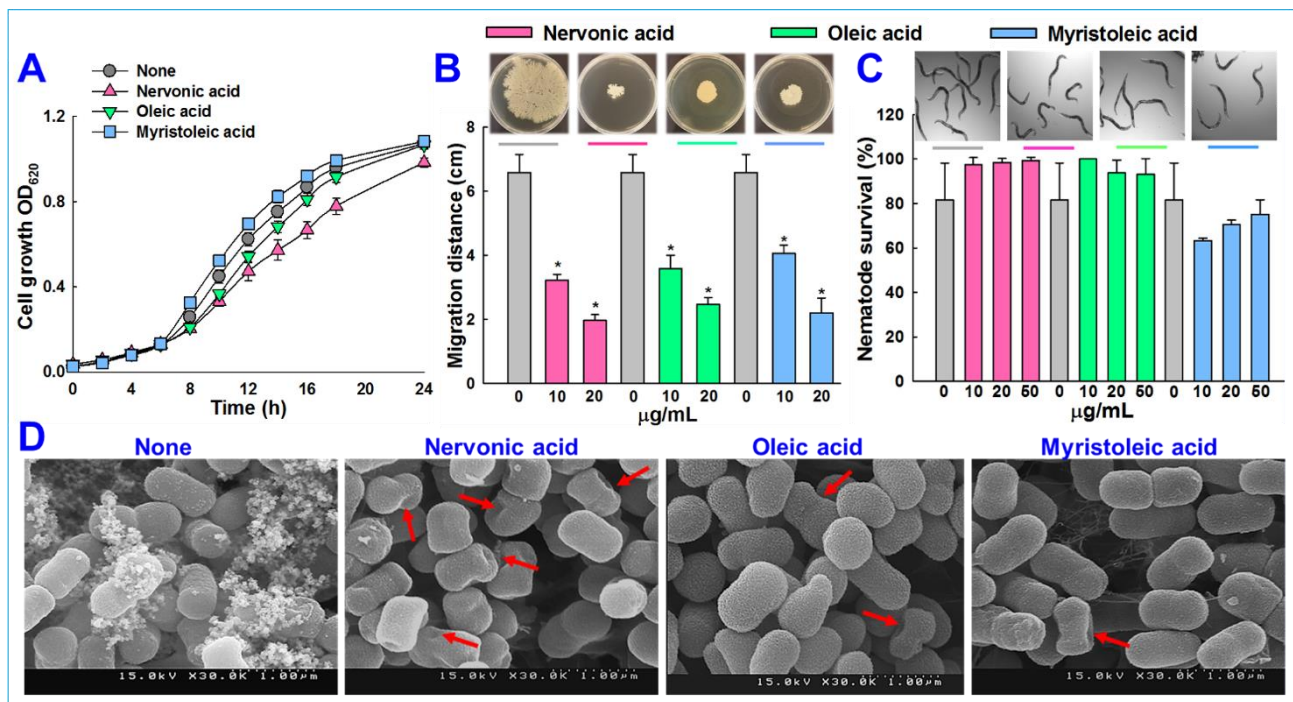 Nervonic acid Oleic acid Myristoleic acid
A
None
Nervonic acid
Oleic acid
Myristoleic acid
Cell growth OD620
1.2
0.8
0.4
0.0
0 4 8 12 16 20 24
Time (h)
B
Migration distance (cm)
8
6
4
2
0
* * * * * *
0 10 20 0 10 20 0 10 20
μg/mL
C
Nematode survival (%)
120
100
80
60
40
20
0
0 10 20 50 0 10 20 50 0 10 20 50
μg/mL
D
None
Nervonic acid
Oleic acid
Myristoleic acid
15.0kV X30.0K 1.00μm
15.0kV X30.0K 1.00μm
15.0kV X30.0K 1.00μm
15.0kV X30.0K 1.00μm